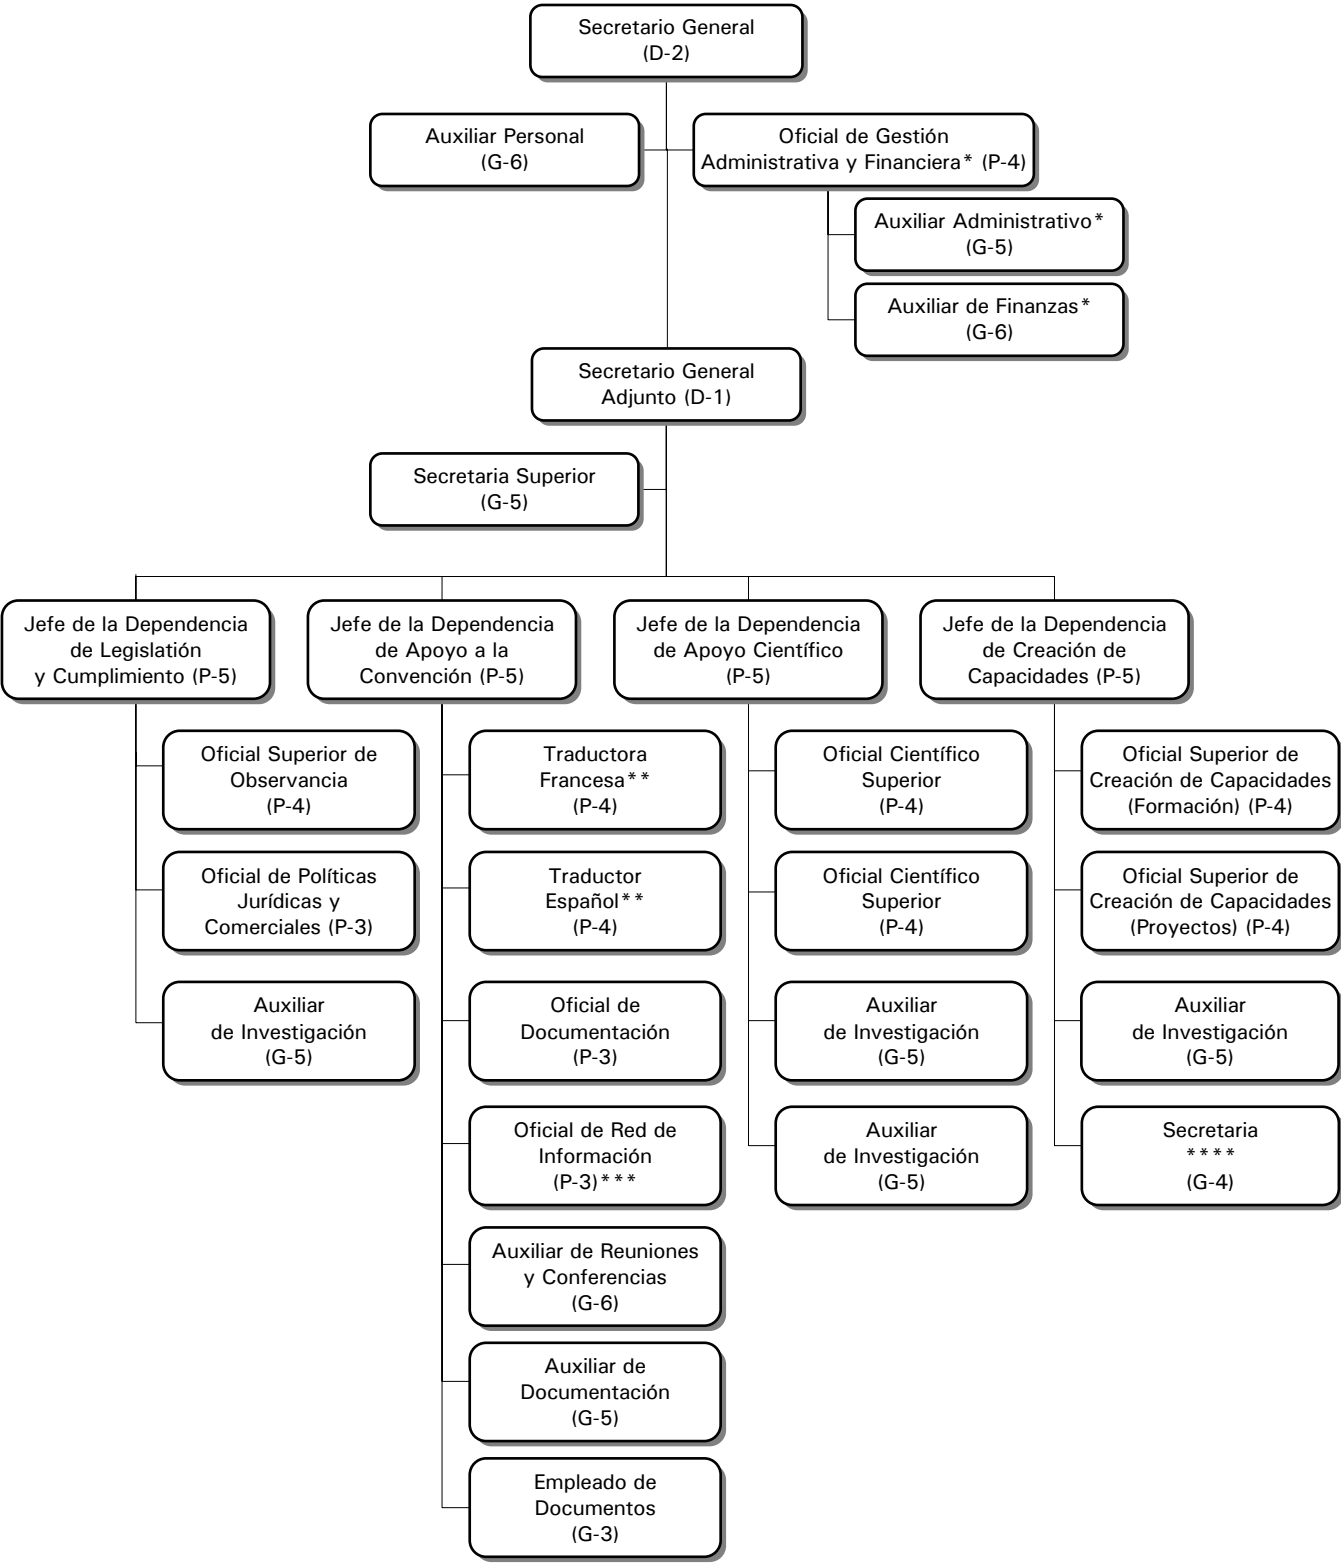 Secretario General
(D-2)
Auxiliar Personal
(G-6)
Oficial de Gestión
Administrativa y Financiera* (P-4)
Auxiliar Administrativo*
(G-5)
Auxiliar de Finanzas*
(G-6)
Secretario General
Adjunto (D-1)
Secretaria Superior
(G-5)
Jefe de la Dependencia
de Legislatión
y Cumplimiento (P-5)
Jefe de la Dependencia
de Apoyo a la
Convención (P-5)
Jefe de la Dependencia
de Apoyo Científico
(P-5)
Jefe de la Dependencia
de Creación de
Capacidades (P-5)
Oficial Superior de
Observancia
(P-4)
Oficial de Políticas
Jurídicas y
Comerciales (P-3)
Auxiliar
de Investigación
(G-5)
Traductora
Francesa**
(P-4)
Traductor
Español**
(P-4)
Oficial de
Documentación
(P-3)
Oficial de Red de
Información
(P-3)***
Auxiliar de Reuniones
y Conferencias
(G-6)
Auxiliar de
Documentación
(G-5)
Empleado de
Documentos
(G-3)
Oficial Científico
Superior
(P-4)
Oficial Científico
Superior
(P-4)
Auxiliar
de Investigación
(G-5)
Auxiliar
de Investigación
(G-5)
Oficial Superior de
Creación de Capacidades
(Formación) (P-4)
Oficial Superior de
Creación de Capacidades
(Proyectos) (P-4)
Auxiliar
de Investigación
(G-5)
Secretaria
****
(G-4)